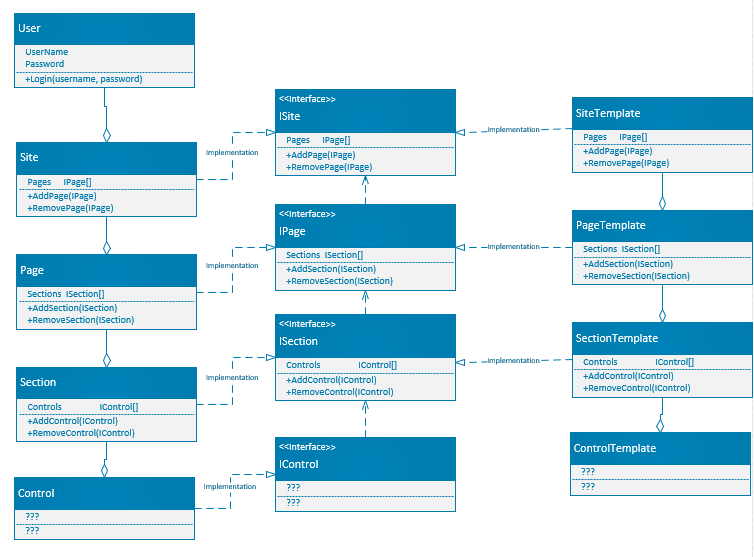 User
UserName
Password
+Login(username, password)
Site
Pages IPage[]
+AddPage(IPage)
+RemovePage(IPage)
Page
Sections ISection[]
+AddSection(ISection)
+RemoveSection(ISection)
Section
Controls IControl[]
+AddControl(IControl)
+RemoveControl(IControl)
Control
???
???
Implementation
Implementation
Implementation
Implementation
<<Interface>>
ISite
Pages IPage[]
+AddPage(IPage)
+RemovePage(IPage)
<<Interface>>
IPage
Sections ISection[]
+AddSection(ISection)
+RemoveSection(ISection)
<<Interface>>
ISection
Controls IControl[]
+AddControl(IControl)
+RemoveControl(IControl)
<<Interface>>
IControl
???
???
Implementation
Implementation
Implementation
SiteTemplate
Pages IPage[]
+AddPage(IPage)
+RemovePage(IPage)
PageTemplate
Sections ISection[]
+AddSection(ISection)
+RemoveSection(ISection)
SectionTemplate
Controls IControl[]
+AddControl(IControl)
+RemoveControl(IControl)
ControlTemplate
???
???